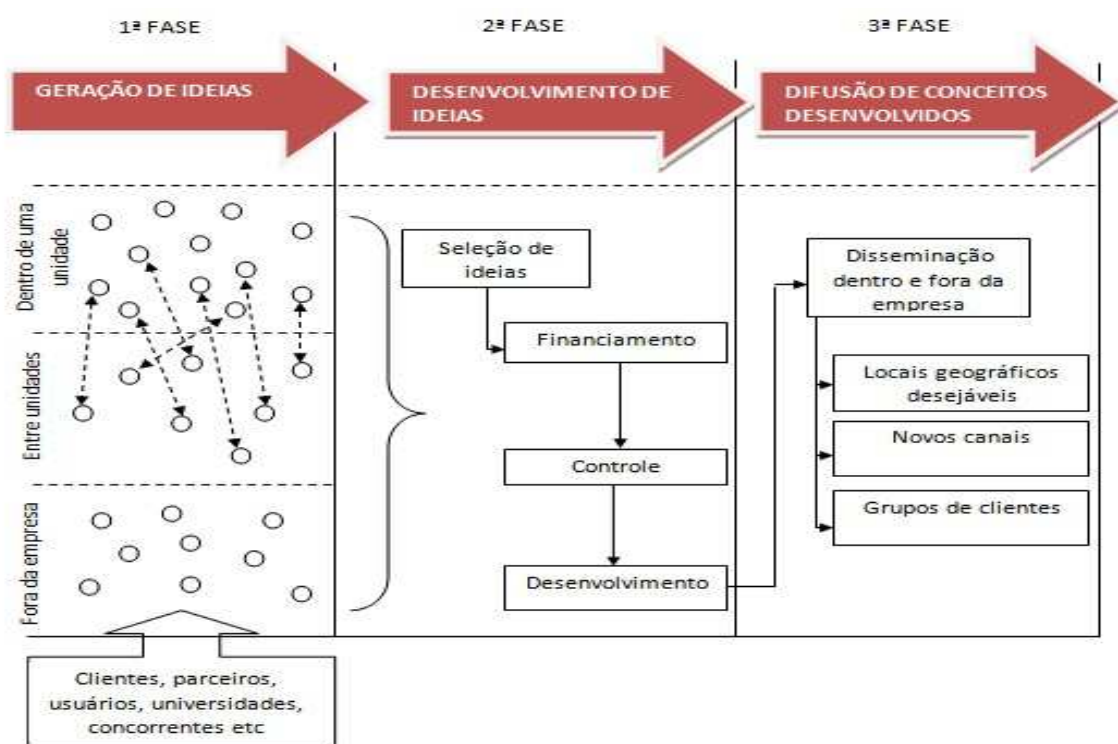 1ª FASE
2ª FASE
3ª FASE
GERAÇÃO DE IDEIAS
DESENVOLVIMENTO DE
IDEIAS
DIFUSÃO DE CONCEITOS
DESENVOLVIDOS
Dentro de uma
unidade
Entre unidades
Fora da empresa
Clientes, parceiros,
usuários, universidades,
concorrentes etc
Seleção de
ideias
Financiamento
Controle
Desenvolvimento
Disseminação
dentro e fora da
empresa
Locais geográficos
desejáveis
Novos canais
Grupos de clientes